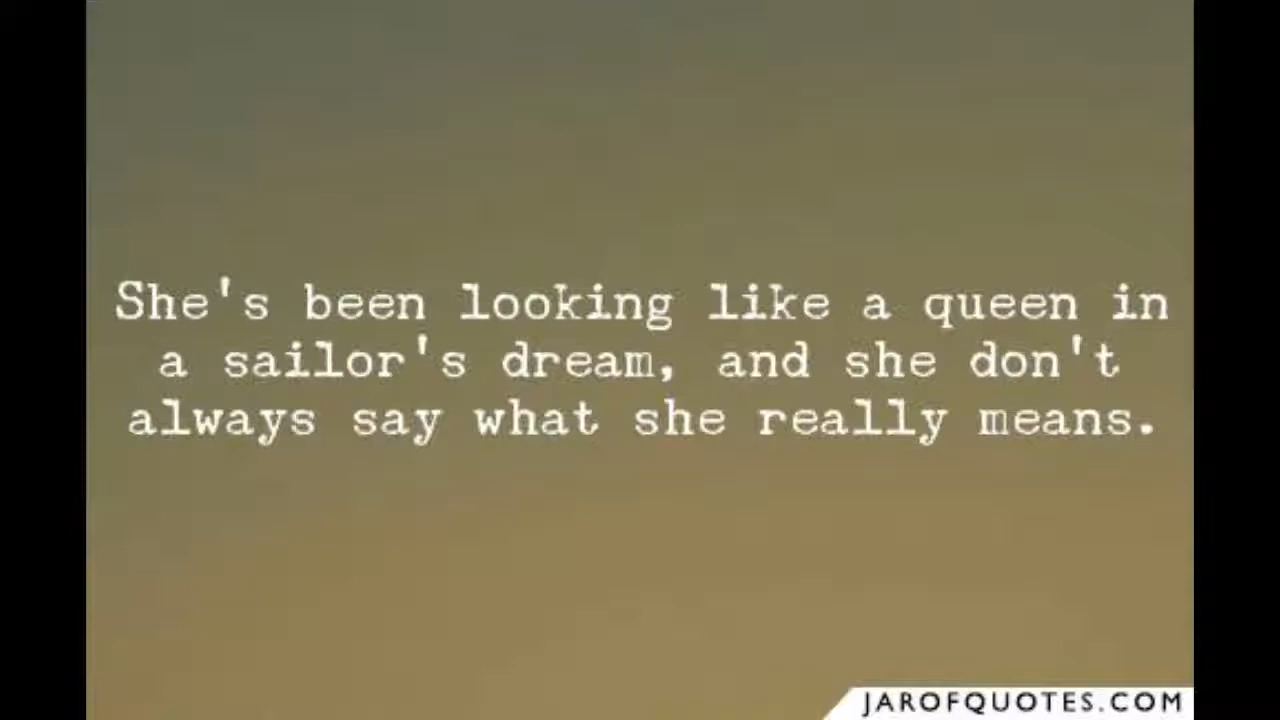 She's been looking like a queen in
a sailor's dream, and she don't
always say what she really means.
JAROFQUOTES.COM